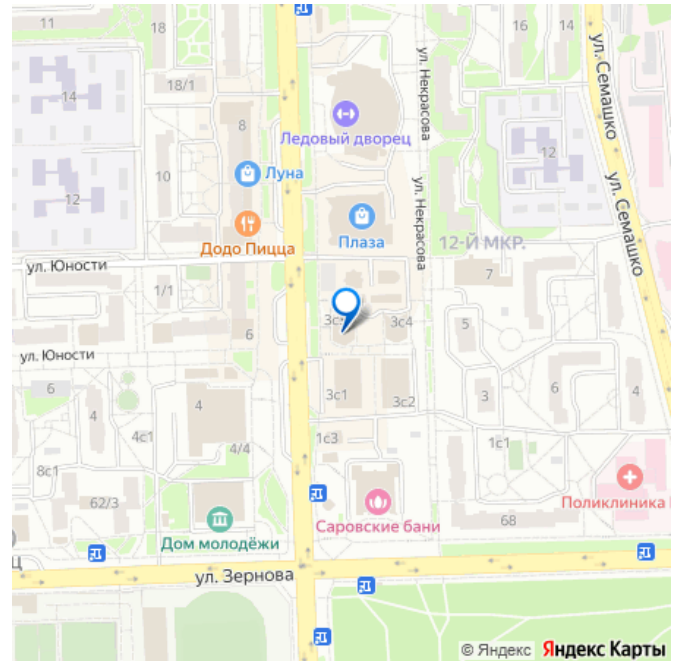 11
18
16
14
ул. Семашко
18/1
14
8
ул. Некрасова
Ледовый дворец
12
10
Луна
ул. Некрасова
ул. Семашко
12
Додо Пицца
Плаза
12-Й МКР.
ул. Юности
7
1/1
3с4
5
6
ул. Юности
6
4
4
3с1
3с2
3
6
4
4с1
4/4
1с3
1с1
8с1
62/3
Поликлиника
Саровские бани
68
Дом молодёжи
ул. Зернова
© Яндекс Яндекс Карты